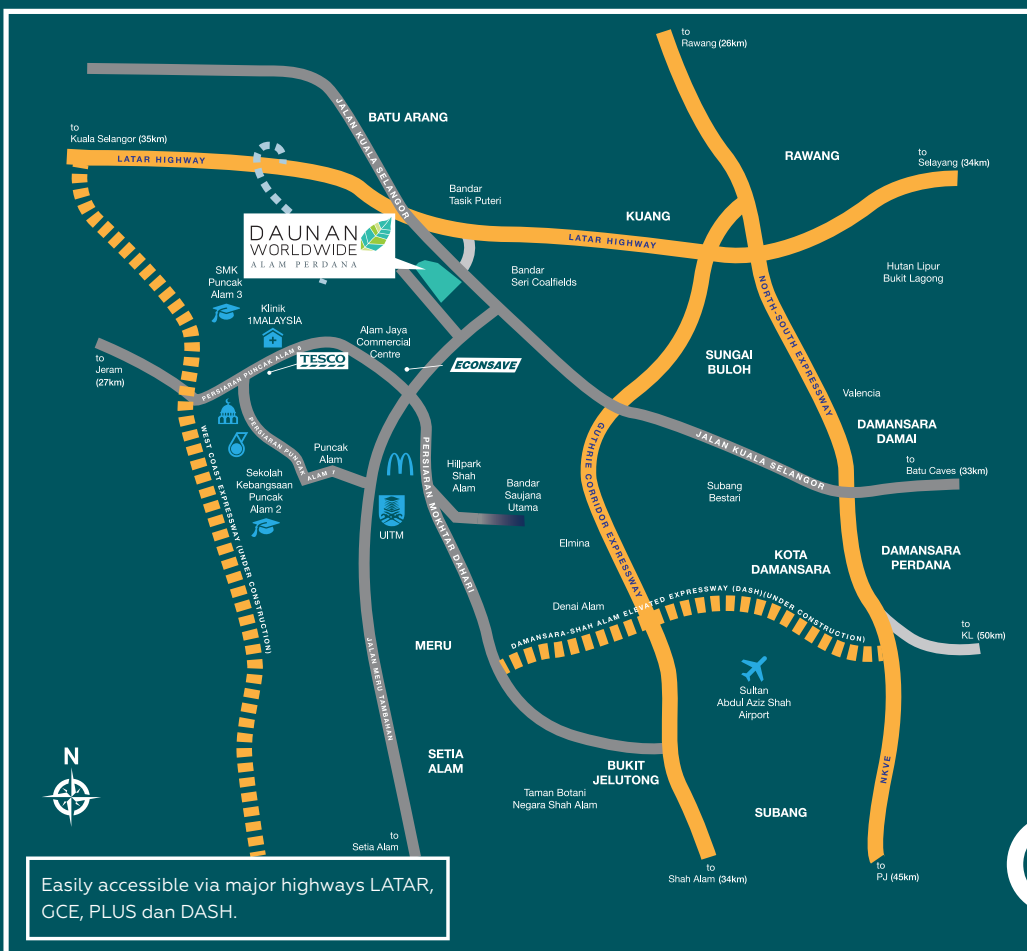 to
Rawang (26km)
JALAN KUALA SELANGOR
BATU ARANG
to
Kuala Selangor (35km)
LATAR HIGHWAY
RAWANG
to
Selayang (34km)
Bandar
Tasik Puteri
KUANG
LATAR HIGHWAY
DAUNAN
WORLDWIDE
ALAM PERDANA
SMK
Puncak
Alam 3
Klinik
1MALAYSIA
Bandar
Seri Coalfields
Hutan Lipur
Bukit Lagong
NORTH-SOUTH EXPRESSWAY
Alam Jaya
Commercial
Centre
to
Jeram
(27km)
PERSIARAN PUNCAK ALAM 6
TESCO
ECONSAVE
SUNGAI
BULOH
Valencia
PERSIARAN PUNCAK ALAM 1
WEST COAST EXPRESSWAY (UNDER CONSTRUCTION)
PERSIARAN MOKHTAR DAHARI
GUTHRIE CORRIDOR EXPRESSWAY
JALAN KUALA SELANGOR
DAMANSARA
DAMAI
to
Batu Caves (33km)
Puncak
Alam
Sekolah
Kebangsaan
Puncak
Alam 2
Hillpark
Shah
Alam
Bandar
Saujana
Utama
Subang
Bestari
UITM
Elmina
KOTA
DAMANSARA
DAMANSARA
PERDANA
Denai Alam
DAMANSARA-SHAH ALAM ELEVATED EXPRESSWAY (DASH)(UNDER CONSTRUCTION)
to
KL (50km)
MERU
JALAN MERU TAMBAHAN
Sultan
Abdul Aziz Shah
Airport
N
SETIA
ALAM
BUKIT
JELUTONG
Taman Botani
Negara Shah Alam
NKVE
SUBANG
to
Setia Alam
to
Shah Alam (34km)
to
PJ (45km)
Easily accessible via major highways LATAR,
GCE, PLUS dan DASH.